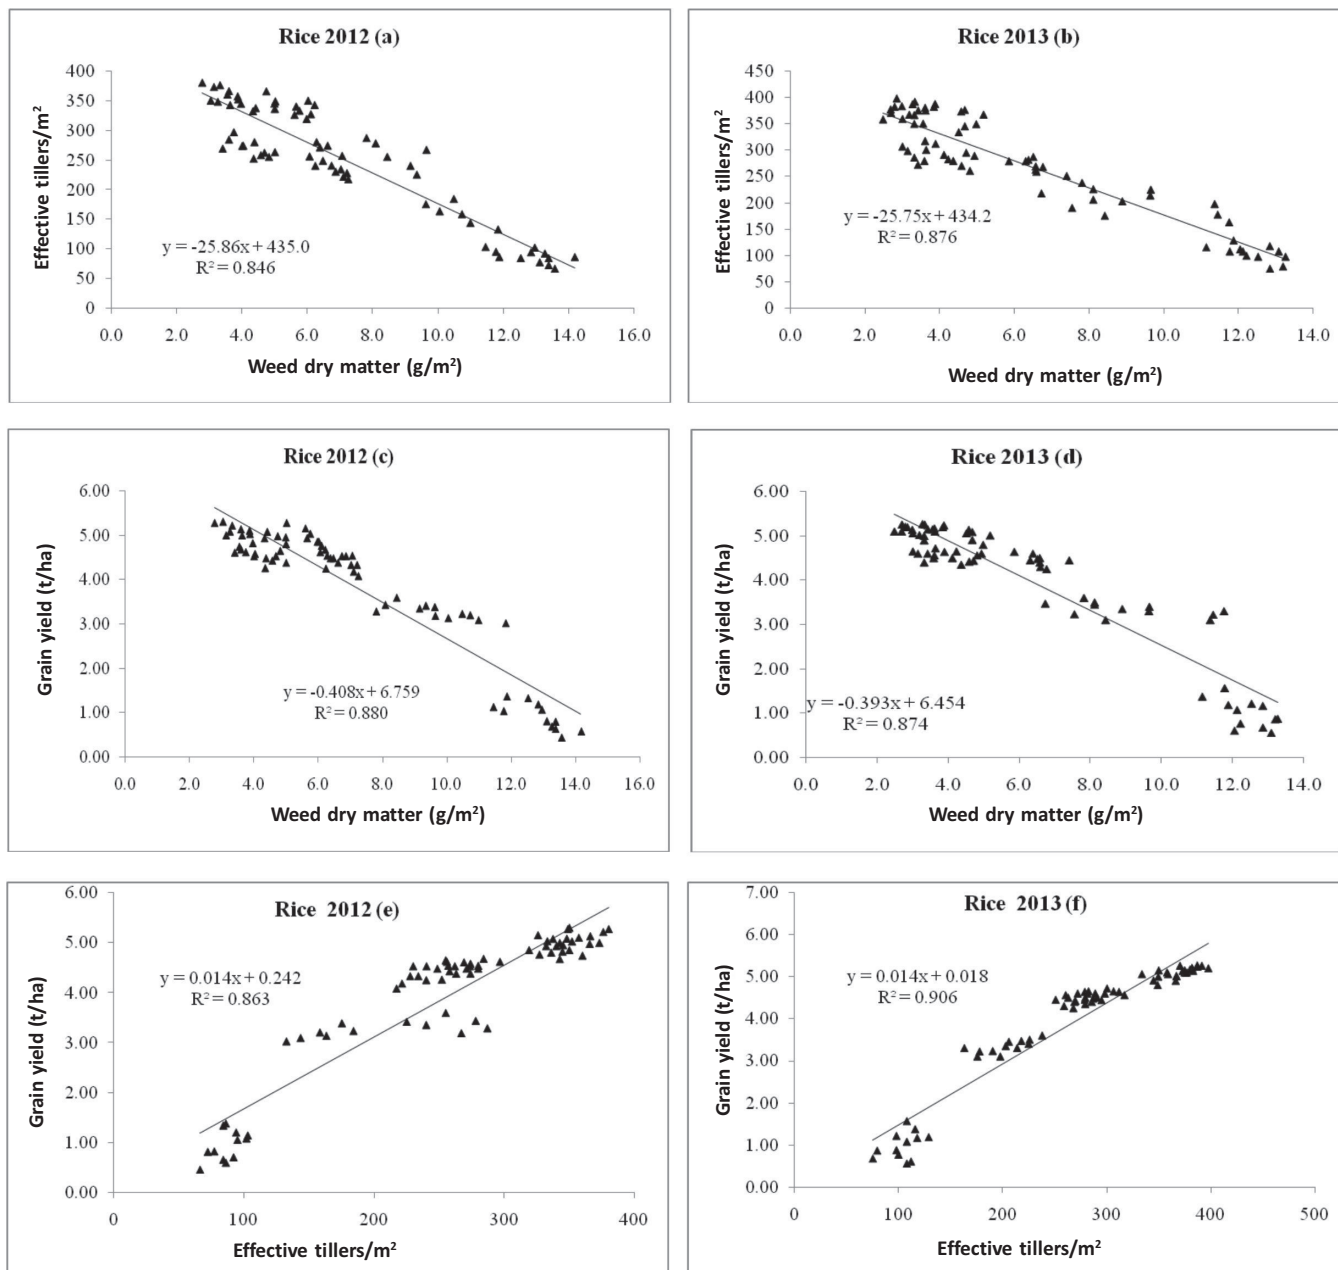 Rice 2012 (a)
400
350
300
250
200
150
100
50
0
Effective tillers/m²
y = -25.86x + 435.0
R² = 0.846
0.0 2.0 4.0 6.0 8.0 10.0 12.0 14.0 16.0
Weed dry matter (g/m²)
Rice 2013 (b)
450
400
350
300
250
200
150
100
50
0
Effective tillers/m²
y = -25.75x + 434.2
R² = 0.876
0.0 2.0 4.0 6.0 8.0 10.0 12.0 14.0
Weed dry matter (g/m²)
Rice 2012 (c)
6.00
5.00
4.00
3.00
2.00
1.00
0.00
Grain yield (t/ha)
y = -0.408x + 6.759
R² = 0.880
0.0 2.0 4.0 6.0 8.0 10.0 12.0 14.0 16.0
Weed dry matter (g/m²)
Rice 2013 (d)
6.00
5.00
4.00
3.00
2.00
1.00
0.00
Grain yield (t/ha)
y = -0.393x + 6.454
R² = 0.874
0.0 2.0 4.0 6.0 8.0 10.0 12.0 14.0
Weed dry matter (g/m²)
Rice 2012 (e)
6.00
5.00
4.00
3.00
2.00
1.00
0.00
Grain yield (t/ha)
y = 0.014x + 0.242
R² = 0.863
0 100 200 300 400
Effective tillers/m²
Rice 2013 (f)
7.00
6.00
5.00
4.00
3.00
2.00
1.00
0.00
Grain yield (t/ha)
y = 0.014x + 0.018
R² = 0.906
0 100 200 300 400 500
Effective tillers/m²